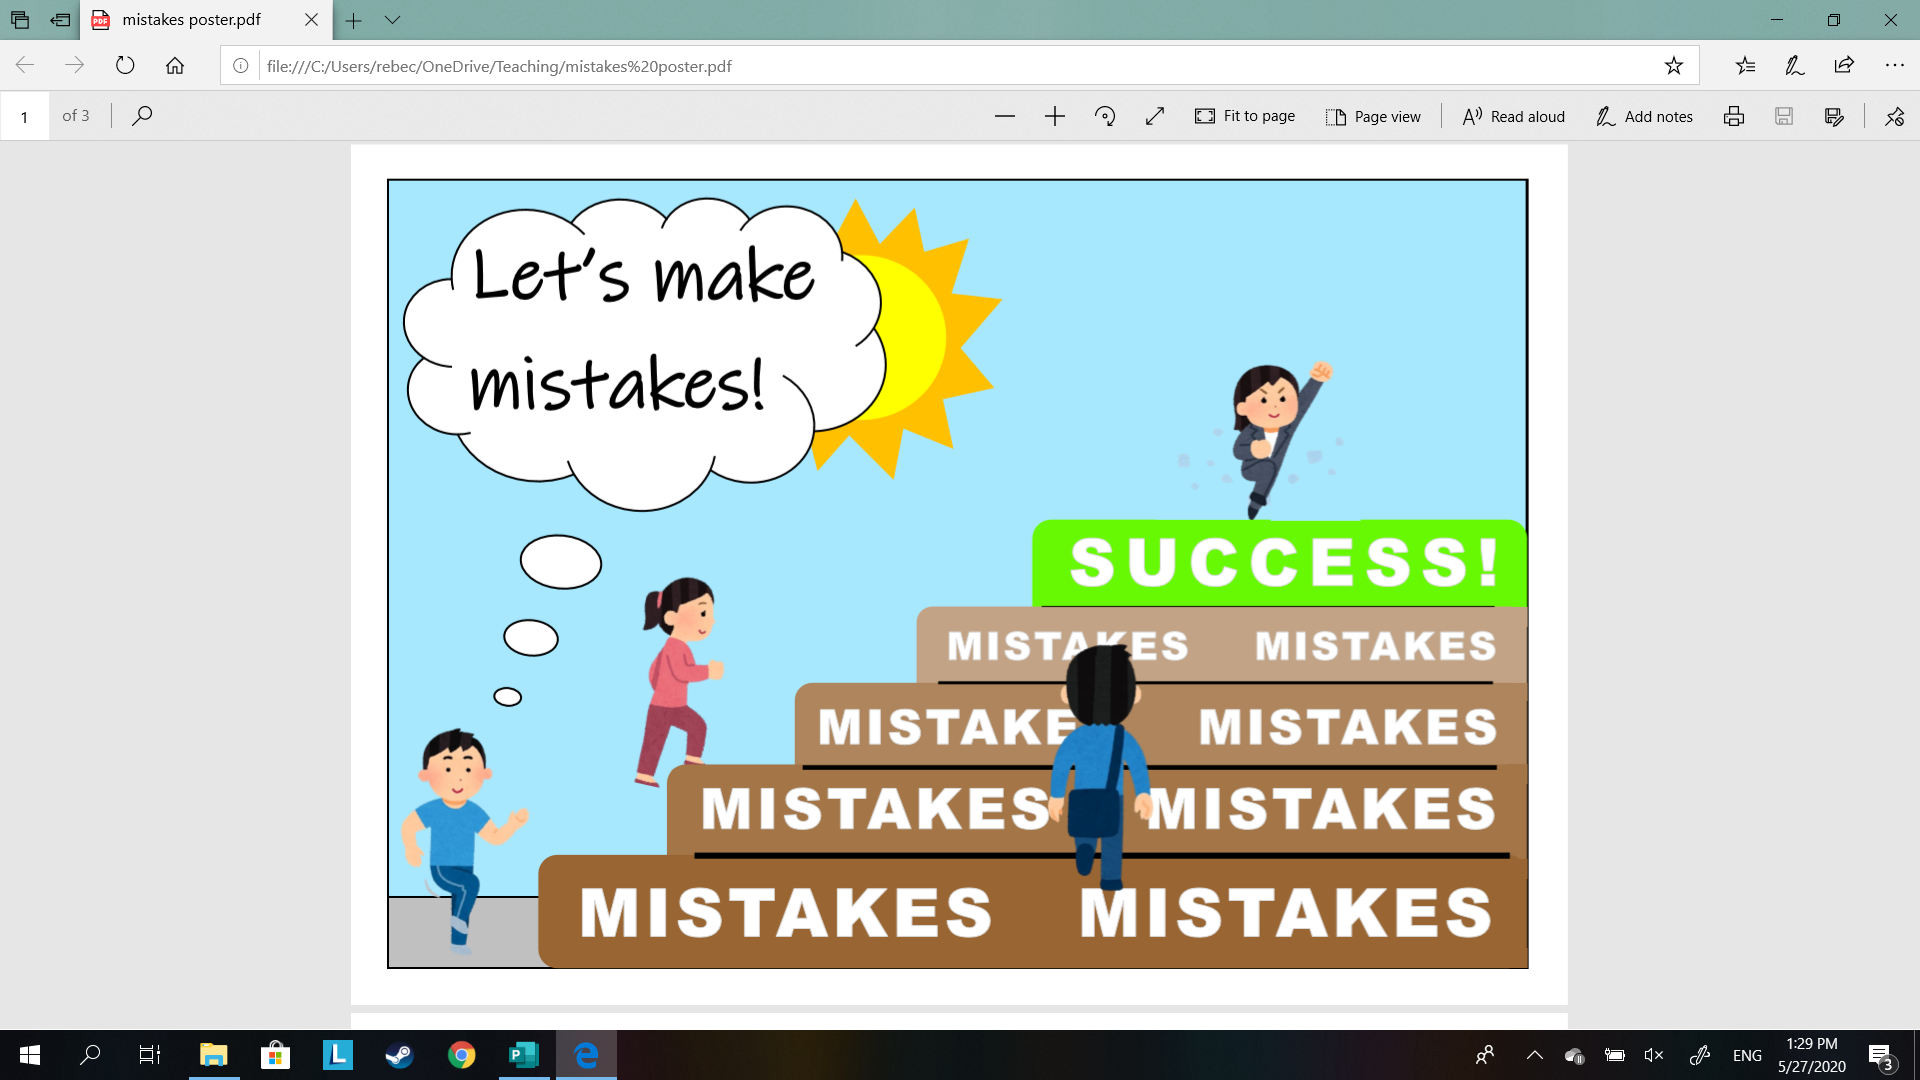 mistakes poster.pdf
file:///C:/Users/rebec/OneDrive/Teaching/mistakes%20poster.pdf
1 of 3
Fit to page
Page view
Read aloud
Add notes
Let's make
mistakes!
SUCCESS!
MISTAKES MISTAKES
MISTAKE MISTAKES
MISTAKES MISTAKES
MISTAKES MISTAKES
ENG
1:29 PM
5/27/2020
3